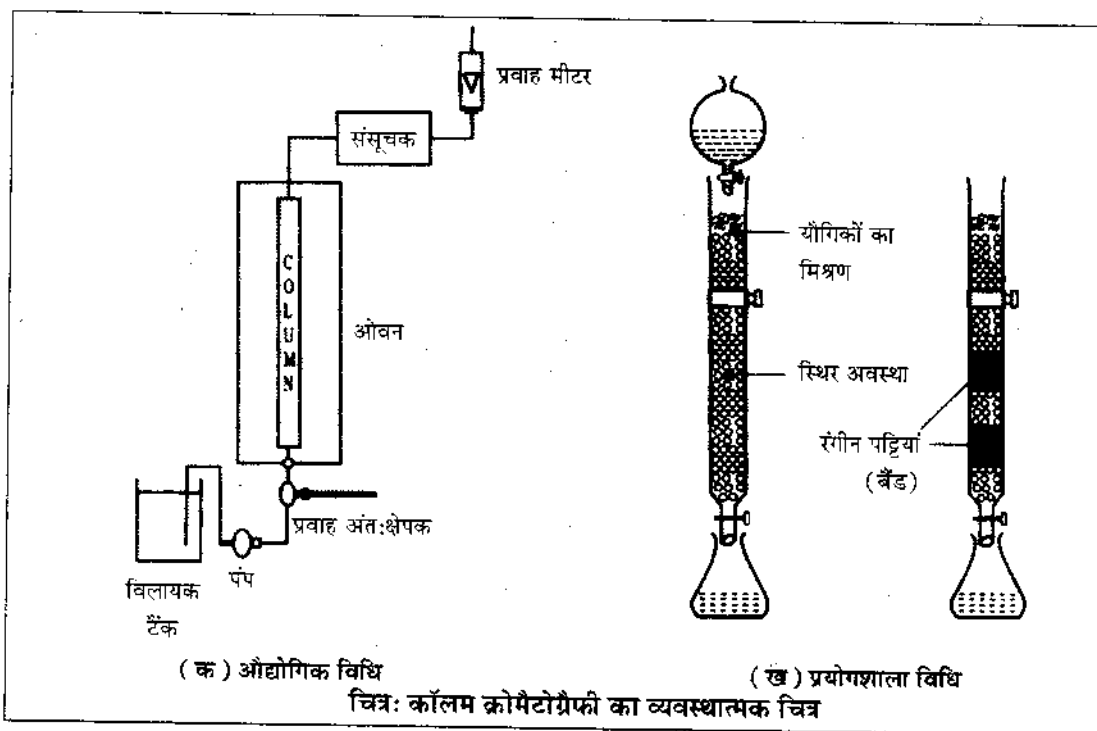 प्रवाह मीटर
संसूचक
COLUMN
ओवन
प्रवाह अंत:क्षेपक
पंप
विलायक
टैंक
( क ) औद्योगिक विधि
यौगिकों का
मिश्रण
स्थिर अवस्था
रंगीन पट्टियां
(बैंड)
( ख ) प्रयोगशाला विधि
चित्र: कॉलम क्रोमैटोग्रैफी का व्यवस्थात्मक चित्र